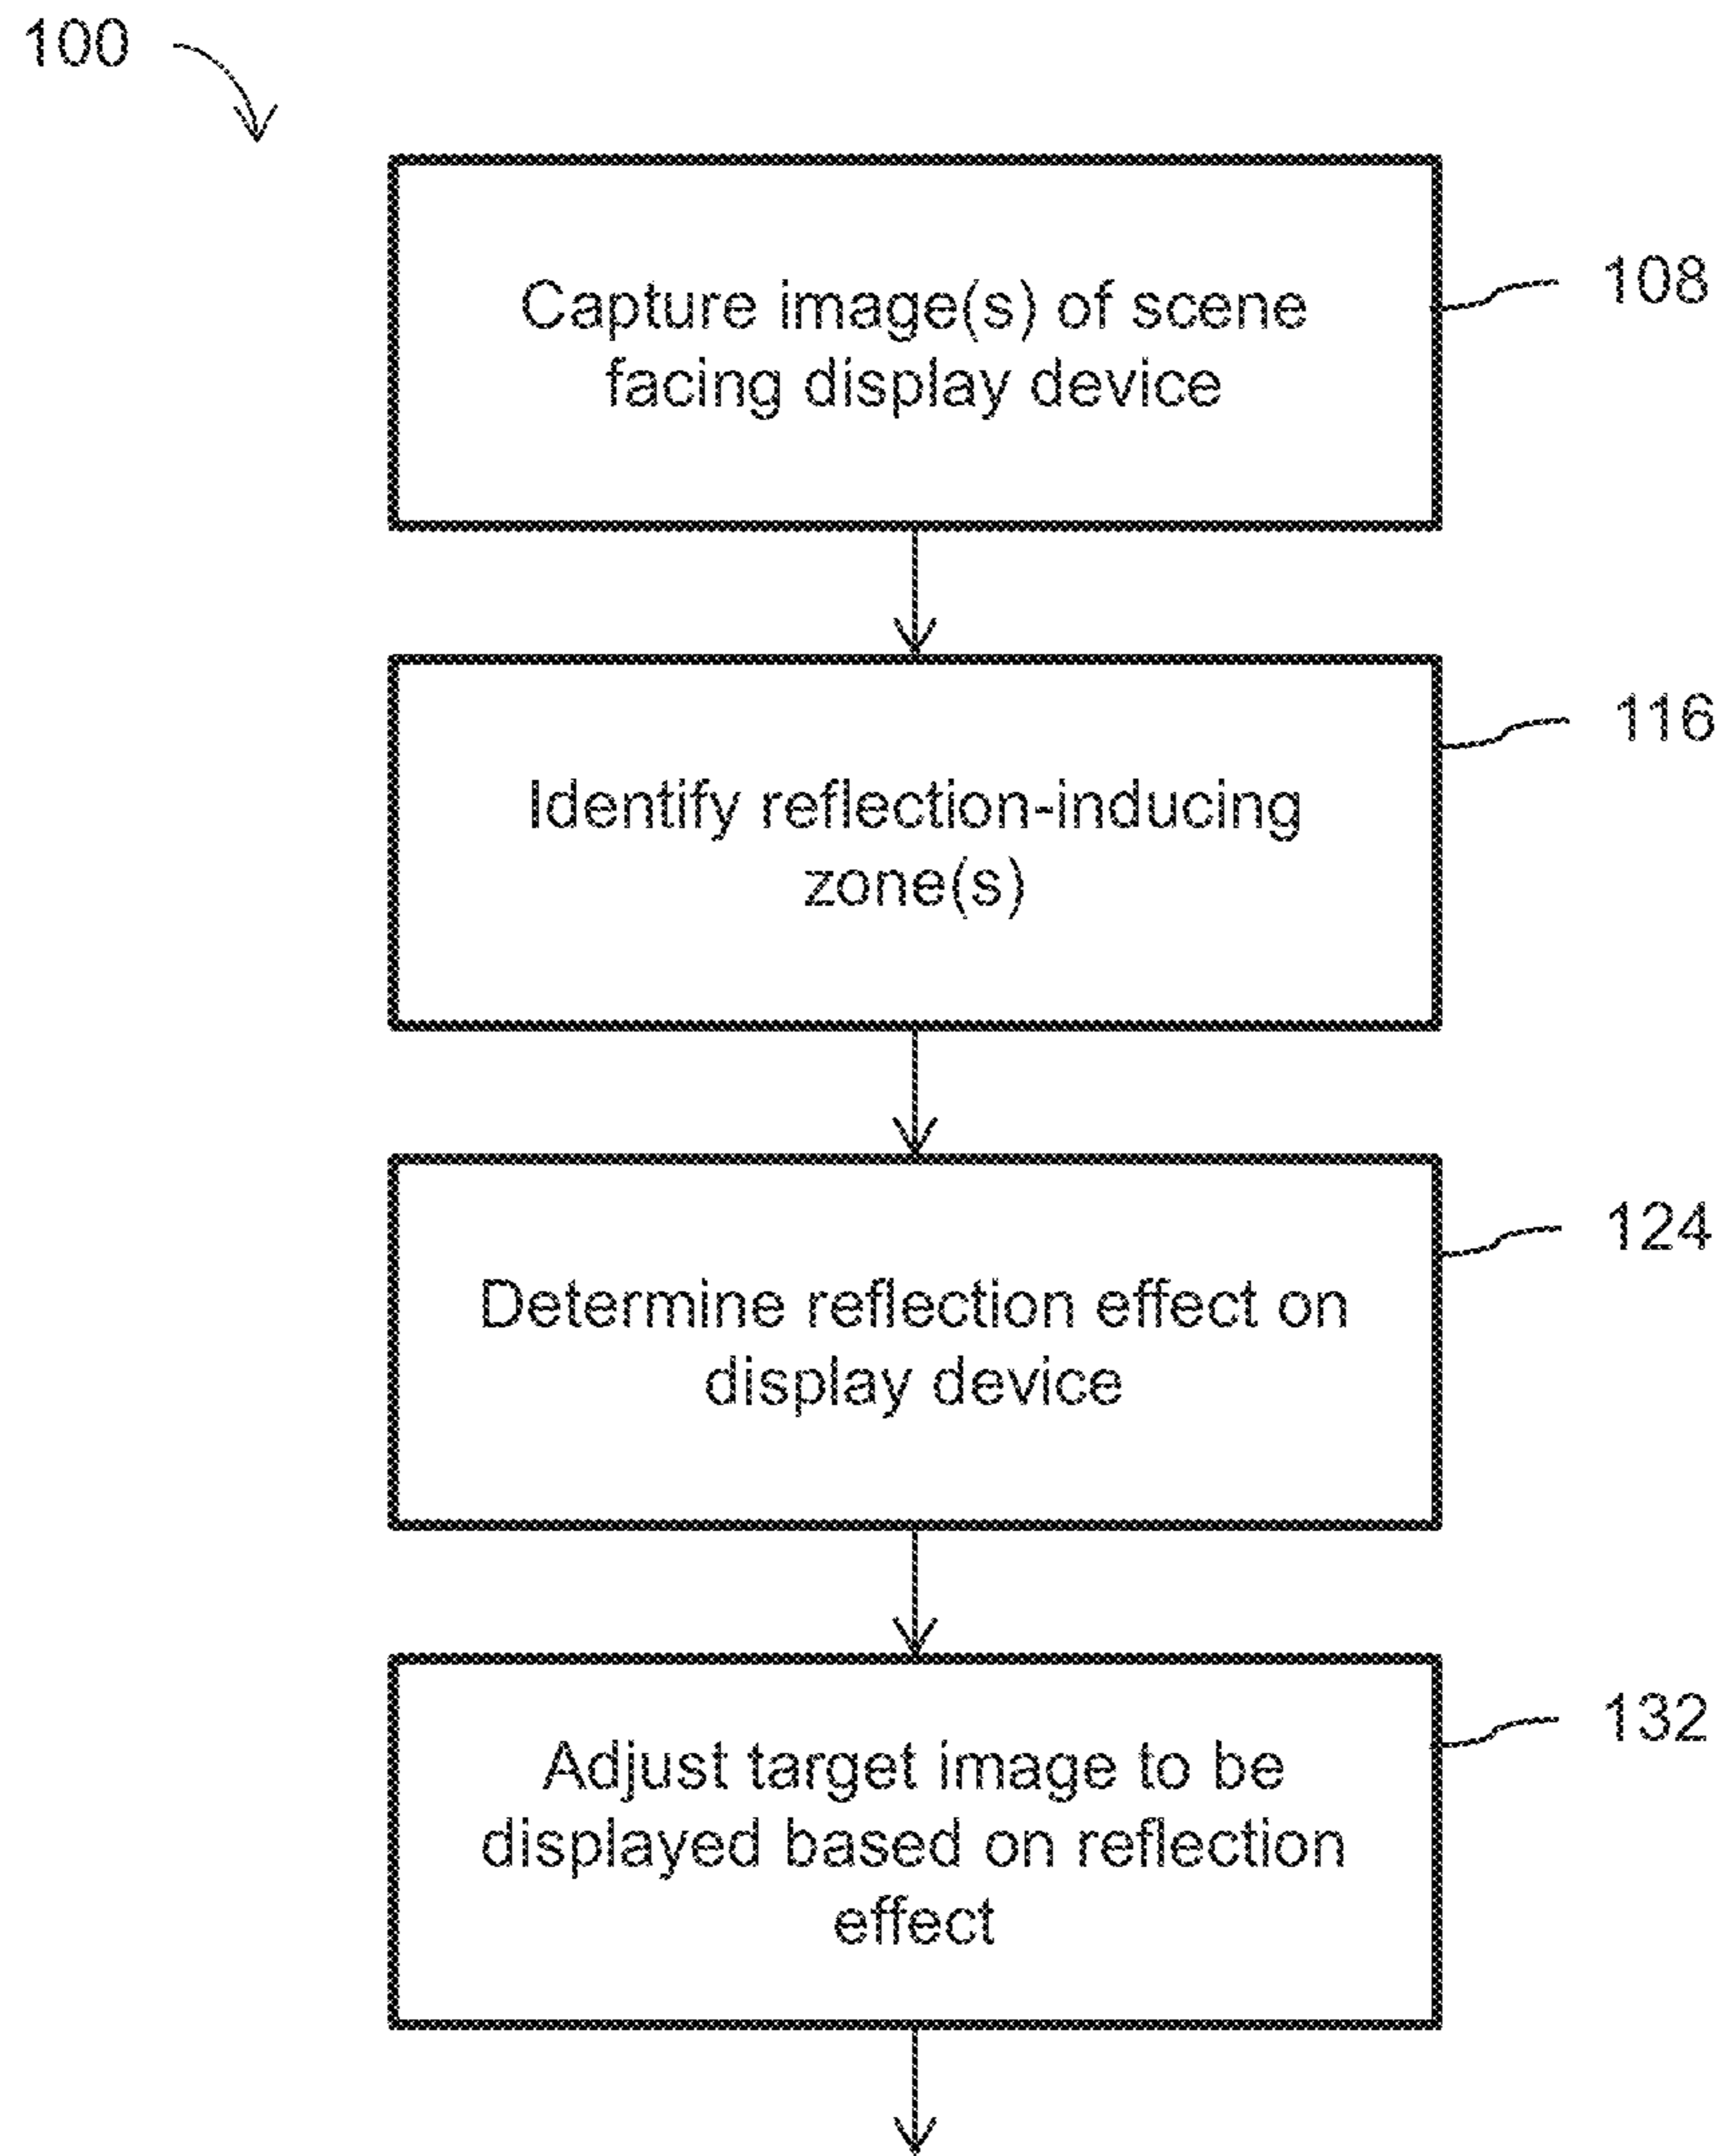 100
Capture image(s) of scene
facing display device
108
Identify reflection-inducing
zone(s)
116
Determine reflection effect on
display device
124
Adjust target image to be
displayed based on reflection
effect
132